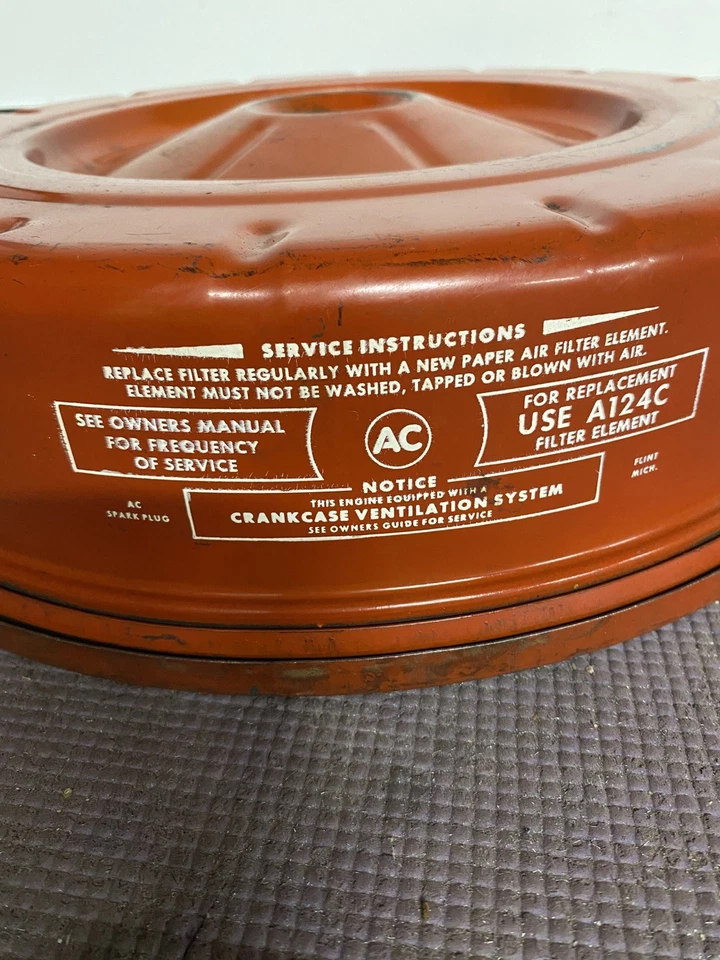 SERVICE INSTRUCTIONS
REPLACE FILTER REGULARLY WITH A NEW PAPER AIR FILTER ELEMENT.
ELEMENT MUST NOT BE WASHED, TAPPED OR BLOWN WITH AIR.
SEE OWNERS MANUAL
FOR FREQUENCY
OF SERVICE
AC
FOR REPLACEMENT
USE A124C
FILTER ELEMENT
AC
SPARK PLUG
NOTICE
THIS ENGINE EQUIPPED WITH A
CRANKCASE VENTILATION SYSTEM
SEE OWNERS GUIDE FOR SERVICE
FLINT
MICH.